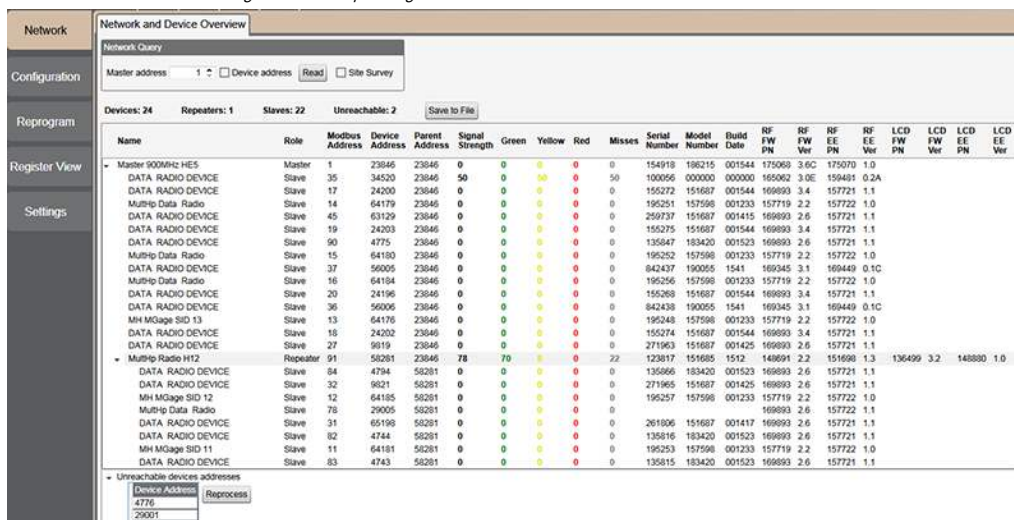 Network
Configuration
Reprogram
Register View
Settings
Network and Device Overview
Network Query
Master address 1 Device address Read Site Survey
Devices: 24 Repeaters: 1 Slaves: 22 Unreachable: 2 Save to File
Name Role Modbus Address Device Address Parent Address Signal Strength Green Yellow Red Misses Serial Number Model Number Build Date RF FW PN RF FW Ver RF EE PN RF EE Ver LCD FW PN LCD FW Ver LCD EE PN LCD EE Ver
Master 900MHz HE5 Master 1 23846 0 0 0 0 0 154918 186215 001544 175068 3.6C 175070 1.0
DATA RADIO DEVICE Slave 35 34520 23846 50 0 50 0 50 100056 000000 000000 165062 3.0E 159481 0.2A
DATA RADIO DEVICE Slave 17 24200 23846 0 0 0 0 0 155272 151687 001544 169893 3.4 157721 1.1
MultHp Data Radio Slave 14 64179 23846 0 0 0 0 0 195251 157598 001233 157719 2.2 157722 1.0
DATA RADIO DEVICE Slave 45 63129 23846 0 0 0 0 0 259737 151687 001415 169893 2.6 157721 1.1
DATA RADIO DEVICE Slave 19 24203 23846 0 0 0 0 0 155275 151687 001544 169893 3.4 157721 1.1
DATA RADIO DEVICE Slave 90 4775 23846 0 0 0 0 0 135847 183420 001523 169893 2.6 157721 1.1
MultHp Data Radio Slave 15 64180 23846 0 0 0 0 0 195252 157598 001233 157719 2.2 157722 1.0
DATA RADIO DEVICE Slave 37 56005 23846 0 0 0 0 0 842437 190055 1541 169345 3.1 169449 0.1C
MultHp Data Radio Slave 16 64184 23846 0 0 0 0 0 195256 157598 001233 157719 2.2 157722 1.0
DATA RADIO DEVICE Slave 20 24196 23846 0 0 0 0 0 155268 151687 001544 169893 3.4 157721 1.1
DATA RADIO DEVICE Slave 36 56006 23846 0 0 0 0 0 842438 190055 1541 169345 3.1 169449 0.1C
MH MGage SID 13 Slave 13 64176 23846 0 0 0 0 0 195248 157598 001233 157719 2.2 157722 1.0
DATA RADIO DEVICE Slave 18 24202 23846 0 0 0 0 0 155274 151687 001544 169893 3.4 157721 1.1
DATA RADIO DEVICE Slave 27 9819 23846 0 0 0 0 0 271963 151687 001425 169893 2.6 157721 1.1
MultHp Radio H12 Repeater 91 58281 23846 78 70 8 0 22 123817 151685 1512 148691 2.2 151698 1.3 136499 3.2 148880 1.0
DATA RADIO DEVICE Slave 84 4794 58281 0 0 0 0 0 135866 183420 001523 169893 2.6 157721 1.1
DATA RADIO DEVICE Slave 32 9821 58281 0 0 0 0 0 271965 151687 001425 169893 2.6 157721 1.1
MH MGage SID 12 Slave 12 64185 58281 0 0 0 0 0 195257 157598 001233 157719 2.2 157722 1.0
MultHp Data Radio Slave 78 29005 58281 0 0 0 0 0 169893 2.6 157722 1.1
DATA RADIO DEVICE Slave 31 65198 58281 0 0 0 0 0 261806 151687 001417 169893 2.6 157721 1.1
DATA RADIO DEVICE Slave 82 4744 58281 0 0 0 0 0 135816 183420 001523 169893 2.6 157721 1.1
MH MGage SID 11 Slave 11 64181 58281 0 0 0 0 0 195253 157598 001233 157719 2.2 157722 1.0
DATA RADIO DEVICE Slave 83 4743 58281 0 0 0 0 0 135815 183420 001523 169893 2.6 157721 1.1
Unreachable devices addresses
Device Address Reprocess
4776
29001